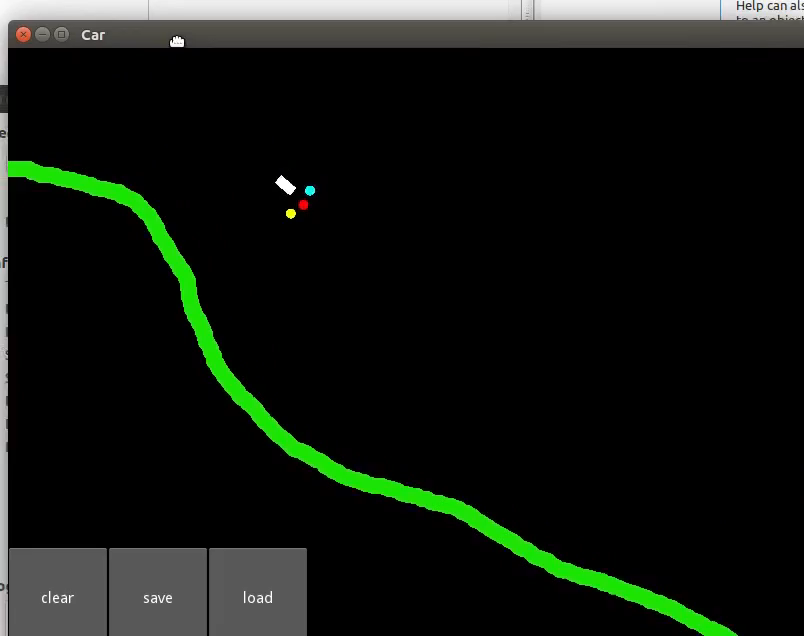 Help can als
to an object
Car
clear
save
load